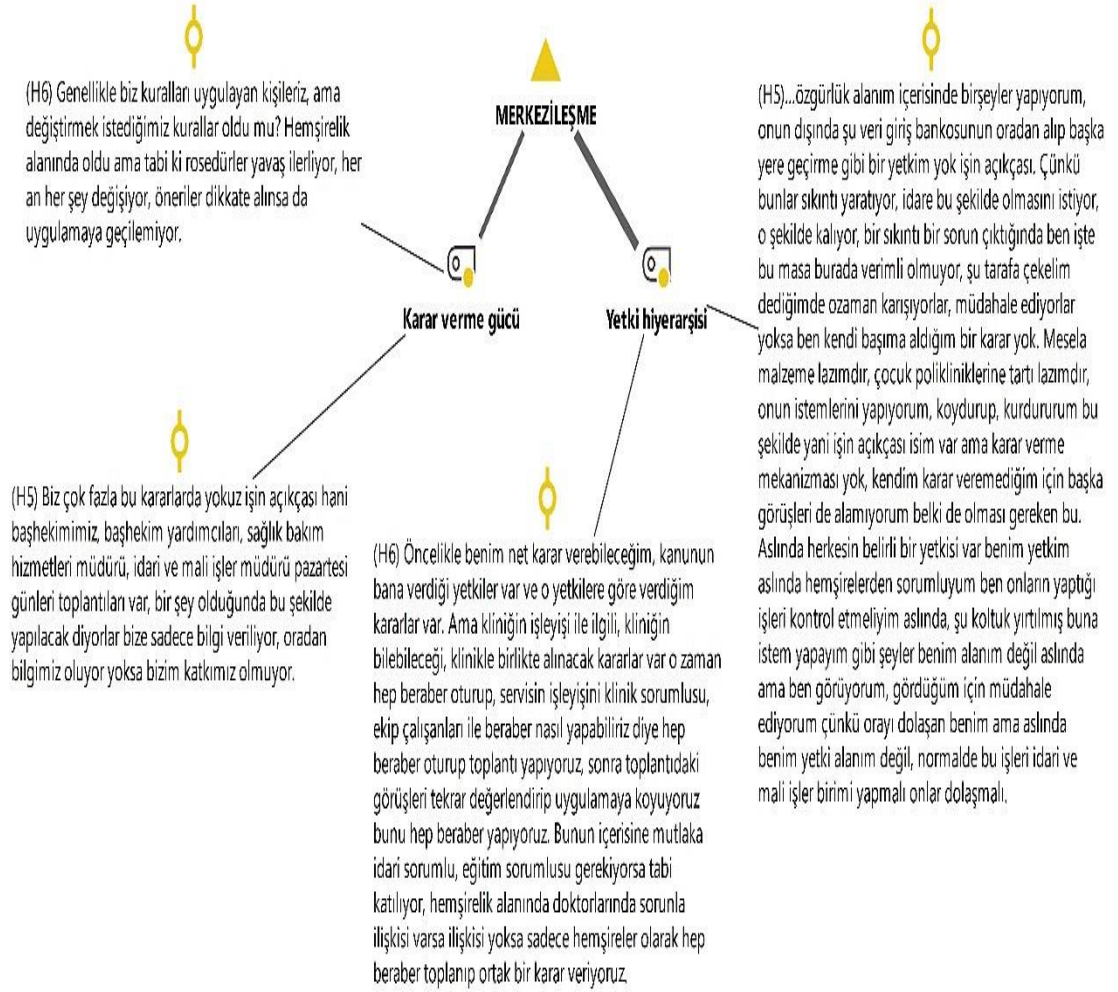 MERKEZİLEŞME
Karar verme gücü
Yetki hiyerarşisi
(H6) Genellikle biz kuralları uygulayan kişileriz, ama
değiştirmek istediğimiz kurallar oldu mu? Hemşirelik
alanında oldu ama tabi ki rosedürler yavaş ilerliyor, her
an her şey değişiyor, öneriler dikkate alınsa da
uygulamaya geçilemiyor.
(H5) Biz çok fazla bu kararlarda yokuz işin açıkçası hani
başhekimimiz, başhekim yardımcıları, sağlık bakım
hizmetleri müdürü, idari ve mali işler müdürü pazartesi
günleri toplantıları var, bir şey olduğunda bu şekilde
yapılacak diyorlar bize sadece bilgi veriliyor, oradan
bilgimiz oluyor yoksa bizim katkımız olmuyor.
(H6) Öncelikle benim net karar verebileceğim, kanunun
bana verdiği yetkiler var ve o yetkilere göre verdiğim
kararlar var. Ama kliniğin işleyişi ile ilgili, kliniğin
bilebileceği, klinikle birlikte alınacak kararlar var o zaman
hep beraber oturup, servisin işleyişini klinik sorumlusu,
ekip çalışanları ile beraber nasıl yapabiliriz diye hep
beraber oturup toplantı yapıyoruz, sonra toplantıdaki
görüşleri tekrar değerlendirip uygulamaya koyuyoruz
bunu hep beraber yapıyoruz. Bunun içerisine mutlaka
idari sorumlu, eğitim sorumlusu gerekiyorsa tabi
katılıyor, hemşirelik alanında doktorlarında sorunla
ilişkisi varsa ilişkisi yoksa sadece hemşireler olarak hep
beraber toplanıp ortak bir karar veriyoruz.
(H5)...özgürlük alanım içerisinde birşeyler yapıyorum,
onun dışında şu veri giriş bankosunun oradan alıp başka
yere geçirme gibi bir yetkim yok işin açıkçası. Çünkü
bunlar sıkıntı yaratıyor, idare bu şekilde olmasını istiyor,
o şekilde kalıyor, bir sıkıntı bir sorun çıktığında ben işte
bu masa burada verimli olmuyor, şu tarafa çekelim
dediğimde ozaman karışıyorlar, müdahale ediyorlar
yoksa ben kendi başıma aldığım bir karar yok. Mesela
malzeme lazımdır, çocuk polikliniklerine tartı lazımdır,
onun istemlerini yapıyorum, koydurup, kurdururum bu
şekilde yani işin açıkçası isim var ama karar verme
mekanizması yok, kendim karar veremediğim için başka
görüşleri de alamıyorum belki de olması gereken bu.
Aslında herkesin belirli bir yetkisi var benim yetkim
aslında hemşirelerden sorumluyum ben onların yaptığı
işleri kontrol etmeliyim aslında, şu koltuk yırtılmış buna
istem yapayım gibi şeyler benim alanım değil aslında
ama ben görüyorum, gördüğüm için müdahale
ediyorum çünkü orayı dolaşan benim ama aslında
benim yetki alanım değil, normalde bu işleri idari ve
mali işler birimi yapmalı onlar dolaşmalı.